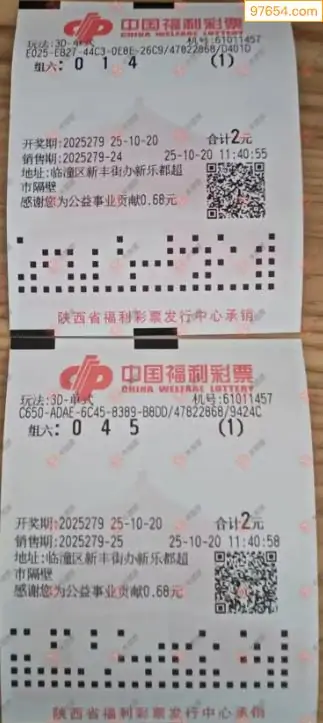 97654.com
中国福利彩票
CHINA WELFARE LOTTERY
玩法:3D-单式 机号:61011457
E025-EB27-44C3-0E8E-26C9/47822868/D401D
组六: 0 1 4 (1)
开奖期:2025279 25-10-20 合计2元
销售期:2025279-24 25-10-20 11:40:55
地址:临潼区新丰街办新乐都超
市隔壁
感谢您为公益事业贡献0.68元
陕西省福利彩票发行中心承销
中国福利彩票
CHINA WELFARE LOTTERY
玩法:3D-单式 机号:61011457
C650-ADAE-6C45-8389-B8DD/47822868/9424C
组六: 0 4 5 (1)
开奖期:2025279 25-10-20 合计2元
销售期:2025279-25 25-10-20 11:40:58
地址:临潼区新丰街办新乐都超
市隔壁
感谢您为公益事业贡献0.68元
陕西省福利彩票发行中心承销